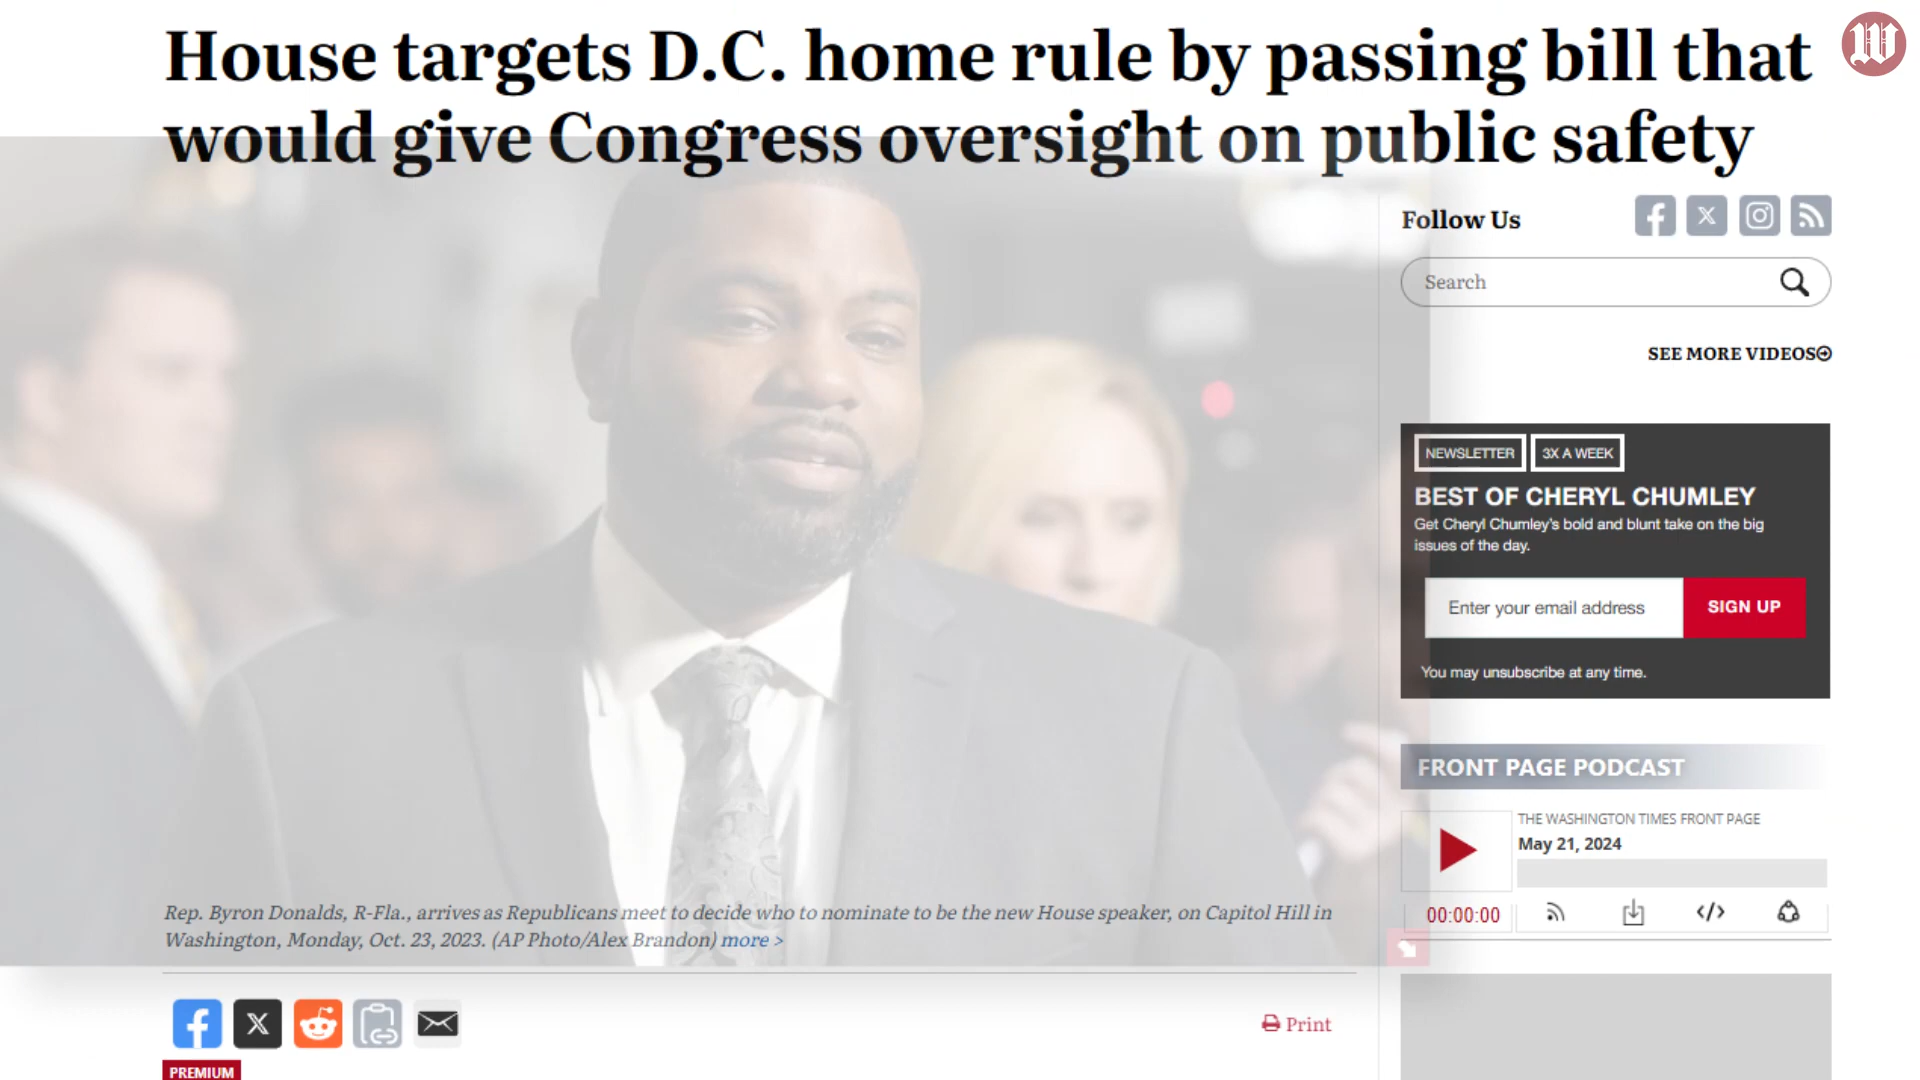 House targets D.C. home rule by passing bill that
would give Congress oversight on public safety
W
Follow Us
Search
SEE MORE VIDEOS
NEWSLETTER 3X A WEEK
BEST OF CHERYL CHUMLEY
Get Cheryl Chumley's bold and blunt take on the big
issues of the day.
Enter your email address SIGN UP
You may unsubscribe at any time.
FRONT PAGE PODCAST
THE WASHINGTON TIMES FRONT PAGE
May 21, 2024
00:00:00
Rep. Byron Donalds, R-Fla., arrives as Republicans meet to decide who to nominate to be the new House speaker, on Capitol Hill in
Washington, Monday, Oct. 23, 2023. (AP Photo/Alex Brandon) more >
Print
PREMIUM